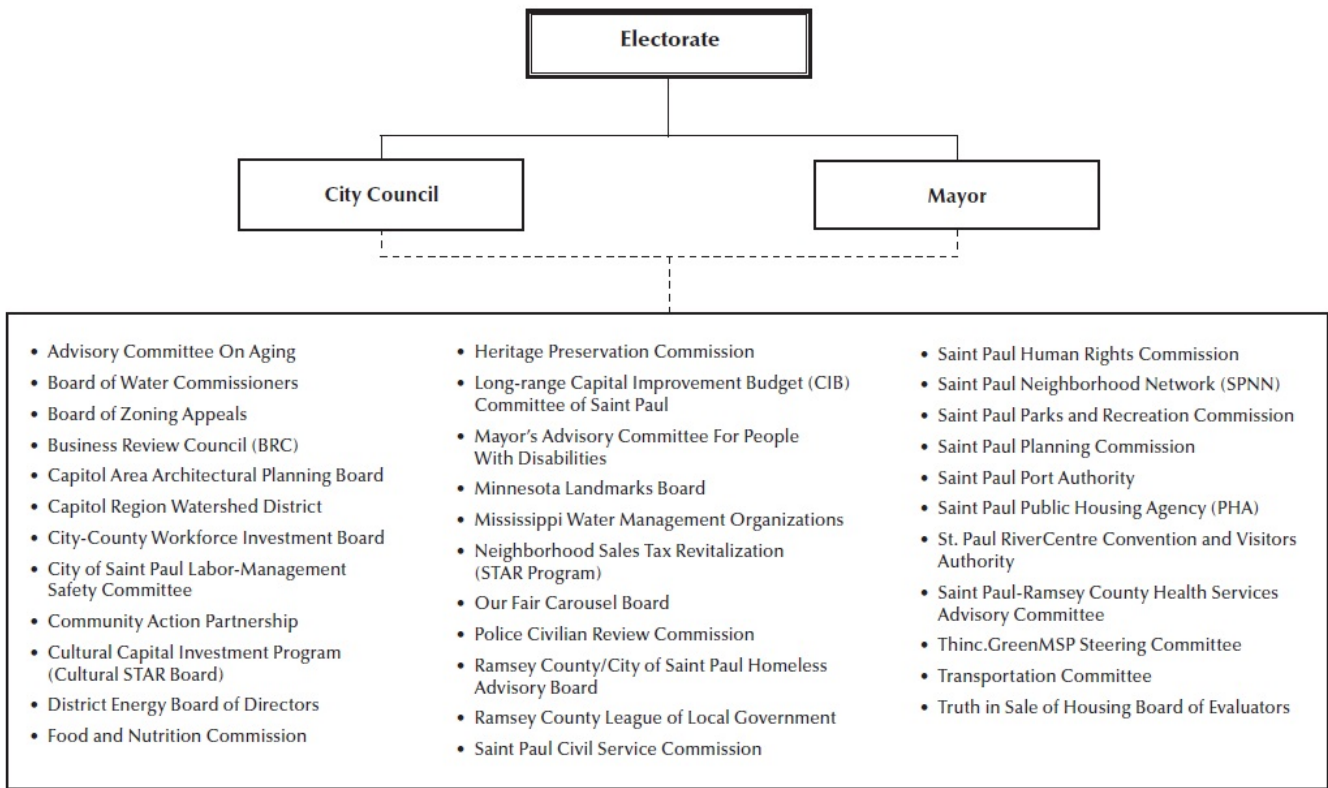 Electorate
City Council
Mayor
• Advisory Committee On Aging
• Board of Water Commissioners
• Board of Zoning Appeals
• Business Review Council (BRC)
• Capitol Area Architectural Planning Board
• Capitol Region Watershed District
• City-County Workforce Investment Board
• City of Saint Paul Labor-Management
Safety Committee
• Community Action Partnership
• Cultural Capital Investment Program
(Cultural STAR Board)
• District Energy Board of Directors
• Food and Nutrition Commission
• Heritage Preservation Commission
• Long-range Capital Improvement Budget (CIB)
Committee of Saint Paul
• Mayor's Advisory Committee For People
With Disabilities
• Minnesota Landmarks Board
• Mississippi Water Management Organizations
• Neighborhood Sales Tax Revitalization
(STAR Program)
• Our Fair Carousel Board
• Police Civilian Review Commission
• Ramsey County/City of Saint Paul Homeless
Advisory Board
• Ramsey County League of Local Government
• Saint Paul Civil Service Commission
• Saint Paul Human Rights Commission
• Saint Paul Neighborhood Network (SPNN)
• Saint Paul Parks and Recreation Commission
• Saint Paul Planning Commission
• Saint Paul Port Authority
• Saint Paul Public Housing Agency (PHA)
• St. Paul RiverCentre Convention and Visitors
Authority
• Saint Paul-Ramsey County Health Services
Advisory Committee
• Thinc.GreenMSP Steering Committee
• Transportation Committee
• Truth in Sale of Housing Board of Evaluators